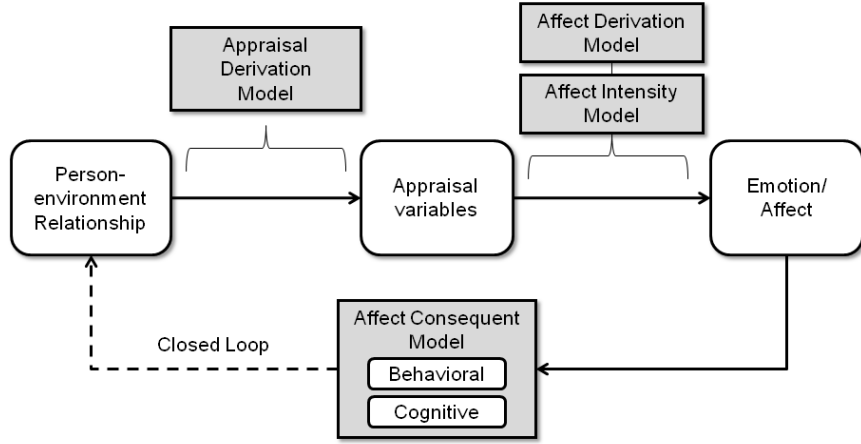 Appraisal
Derivation
Model
Affect Derivation
Model
Affect Intensity
Model
Person-
environment
Relationship
Appraisal
variables
Emotion/
Affect
Closed Loop
Affect Consequent
Model
Behavioral
Cognitive